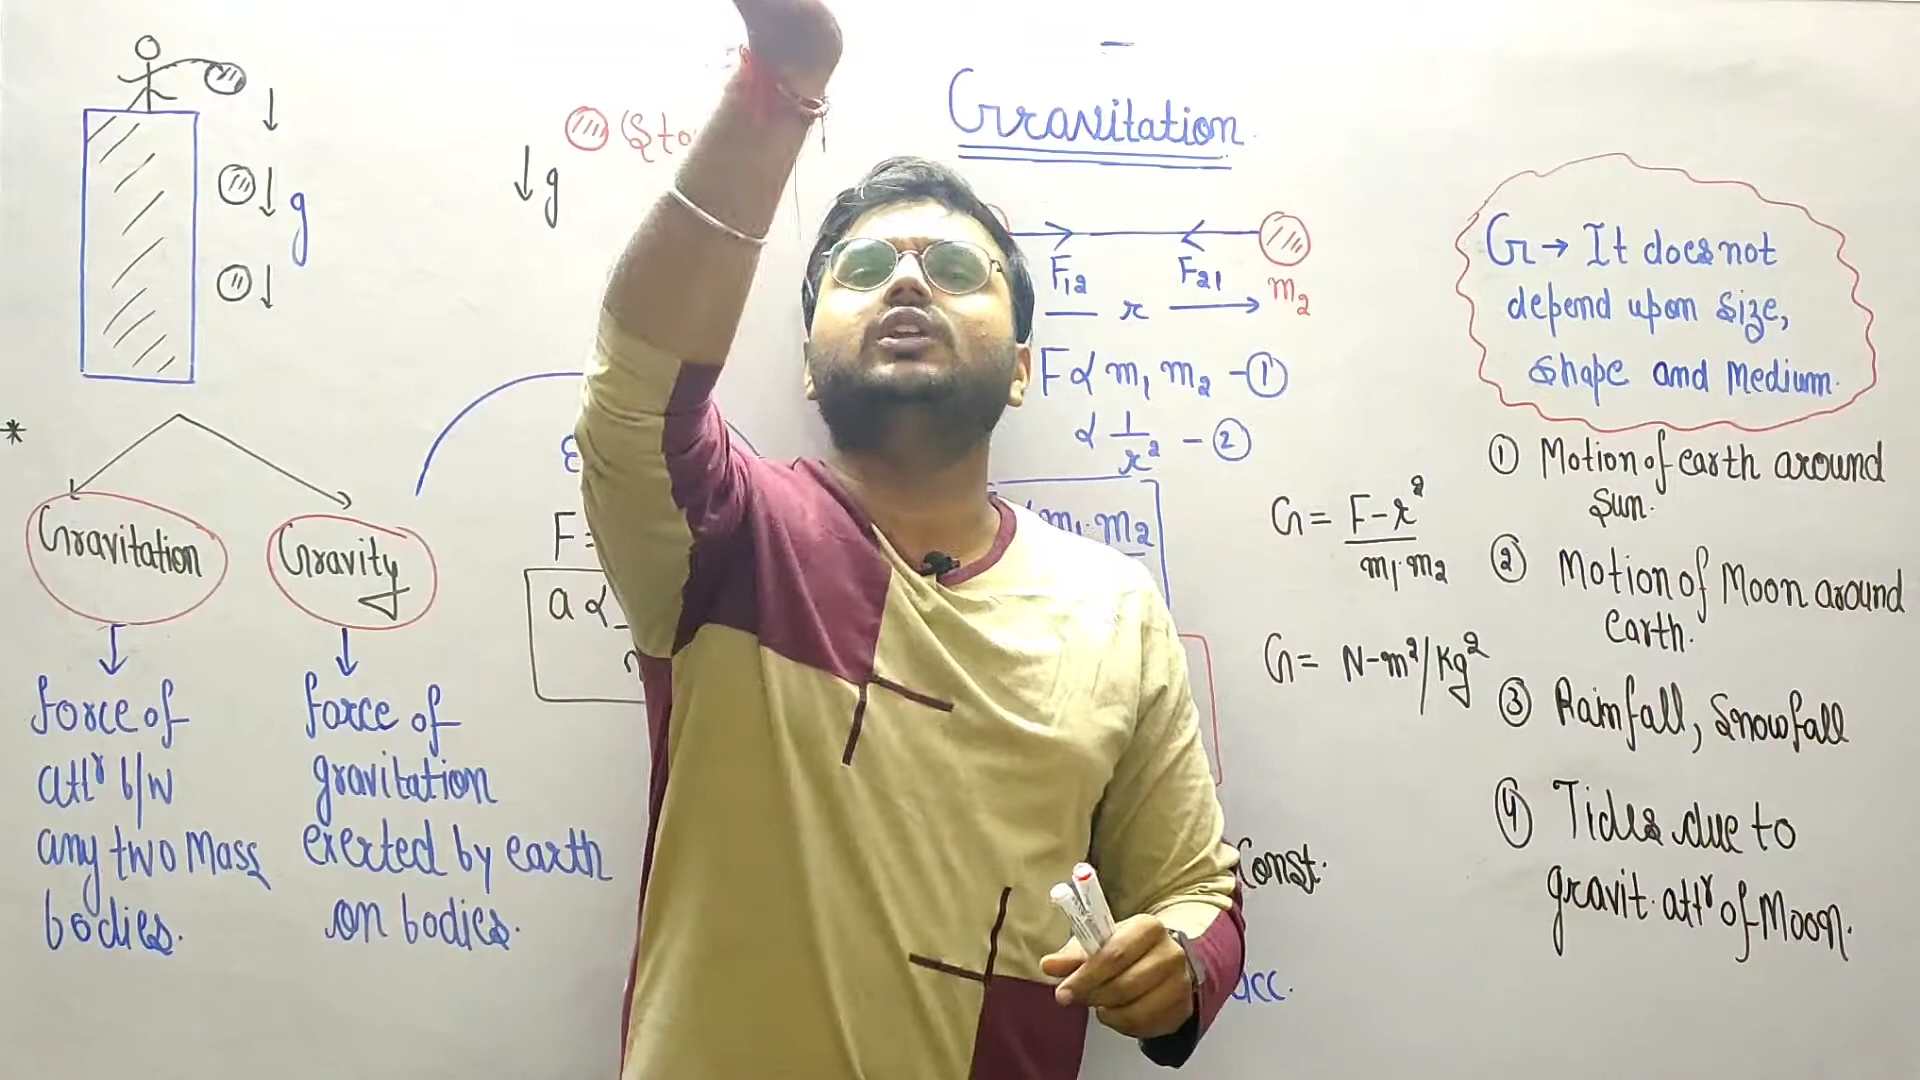 Gravitation
g
g
F12
F21
r
m2
F α m1 m2 - ①
α 1/r² - ②
m1·m2
G → It does not
depend upon size,
shape and Medium.
*
Gravitation
Gravity
force of
attr b/w
any two Mass
bodies.
force of
gravitation
exerted by earth
on bodies.
F=
a α
G = F-r²
m1·m2
G = N-m²/kg²
① Motion of earth around
Sun.
② Motion of Moon around
earth.
③ Rainfall, Snowfall
④ Tides due to
gravit. attr of Moon.
Const.
acc.